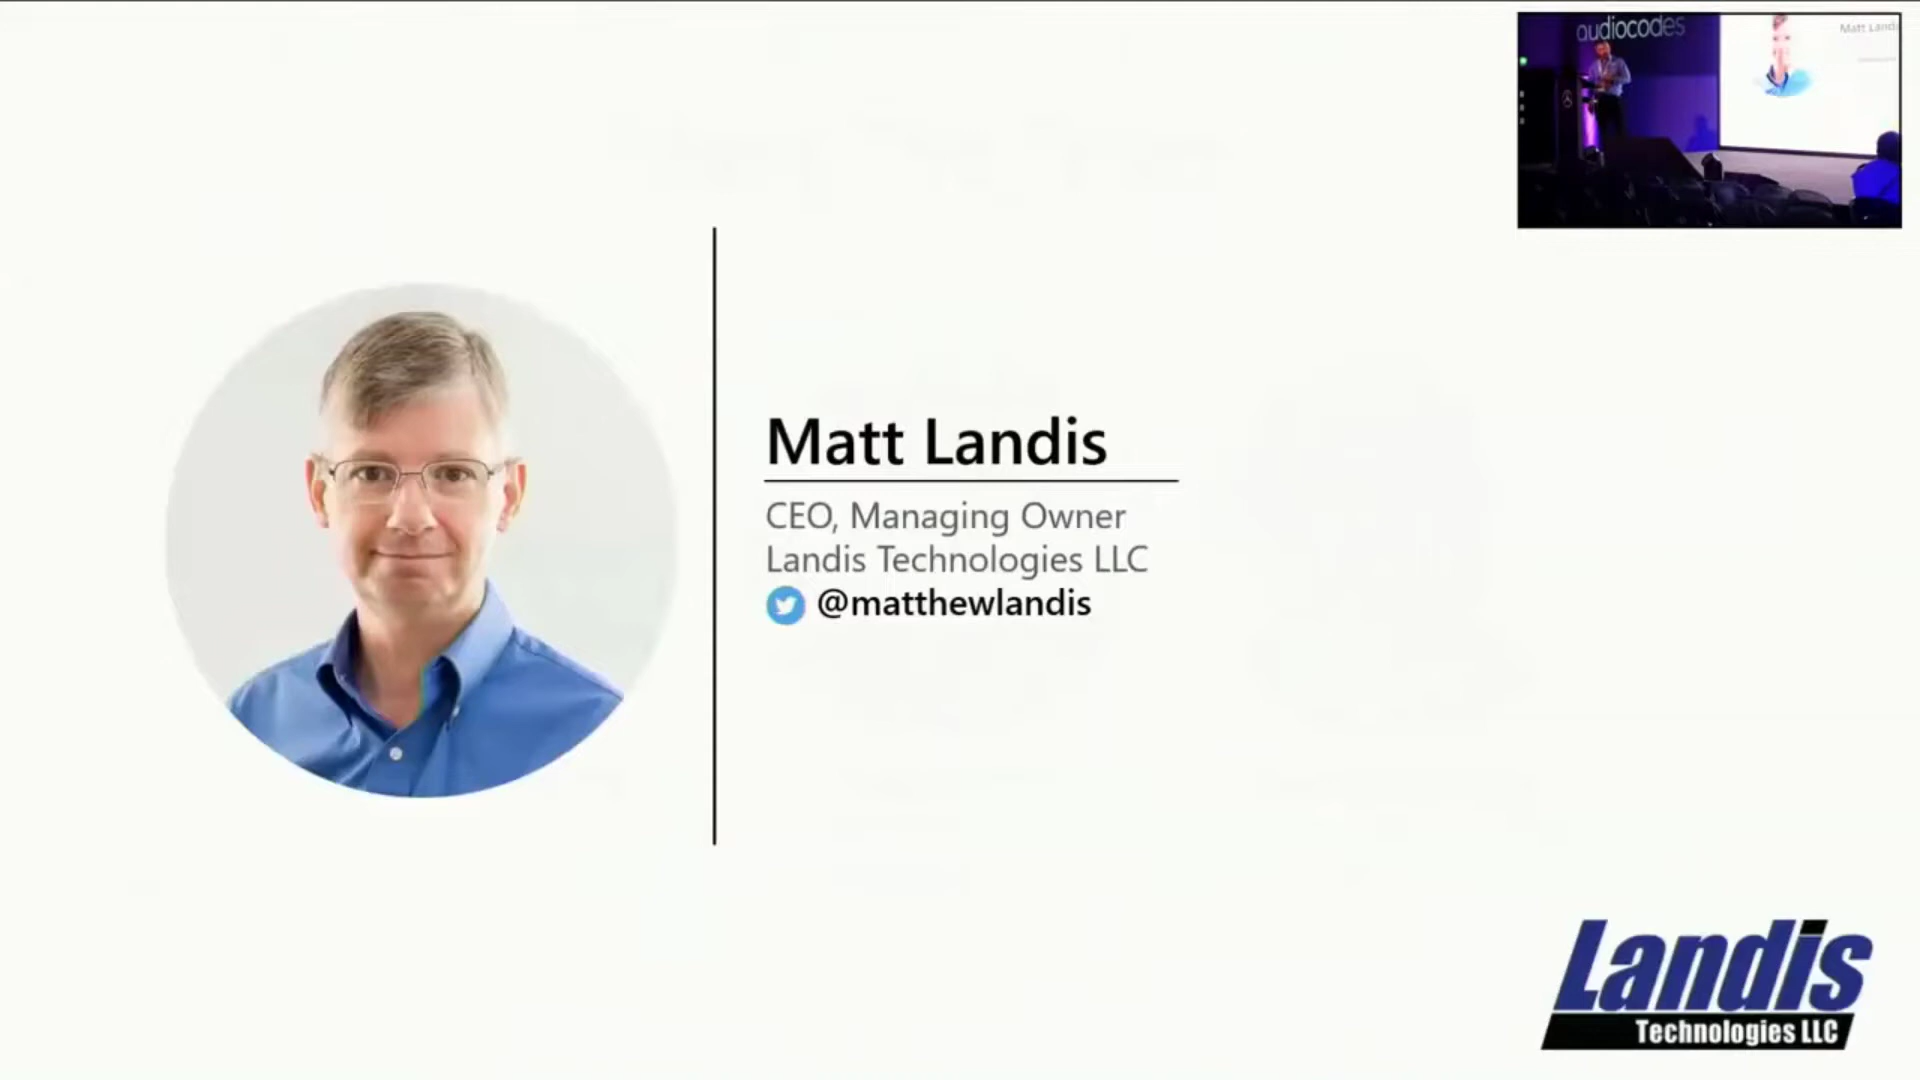 audiocodes
Matt Landis
CEO, Managing Owner
Landis Technologies LLC
@matthewlandis
Landis
Technologies LLC